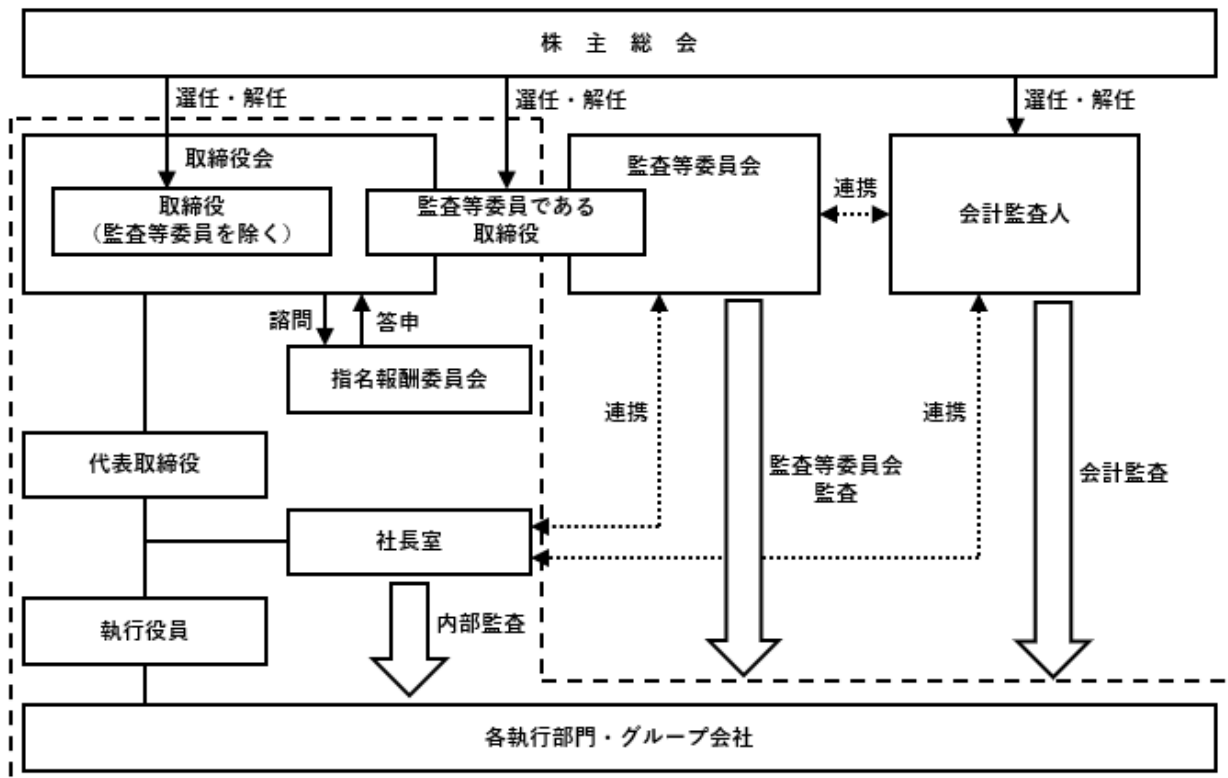 株 主 総 会
選任・解任
選任・解任
選任・解任
取締役会
監査等委員会
取締役
(監査等委員を除く)
監査等委員である
取締役
連携
会計監査人
諮問
答申
指名報酬委員会
連携
連携
代表取締役
監査等委員会
監査
会計監査
社長室
執行役員
内部監査
各執行部門・グループ会社